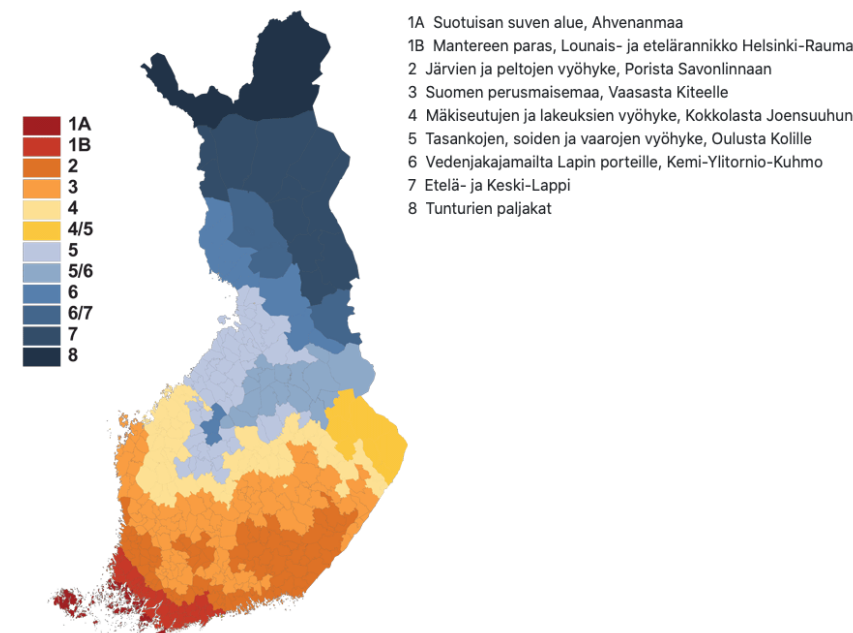 1A Suotuisan suven alue, Ahvenanmaa
1B Mantereen paras, Lounais- ja etelärannikko Helsinki-Rauma
2 Järvien ja peltojen vyöhyke, Porista Savonlinnaan
3 Suomen perusmaisemaa, Vaasasta Kiteelle
4 Mäkiseutujen ja lakeuksien vyöhyke, Kokkolasta Joensuuhun
5 Tasankojen, soiden ja vaarojen vyöhyke, Oulusta Kolille
6 Vedenjakajamailta Lapin porteille, Kemi-Ylitornio-Kuhmo
7 Etelä- ja Keski-Lappi
8 Tunturien paljakat
1A
1B
2
3
4
4/5
5
5/6
6
6/7
7
8